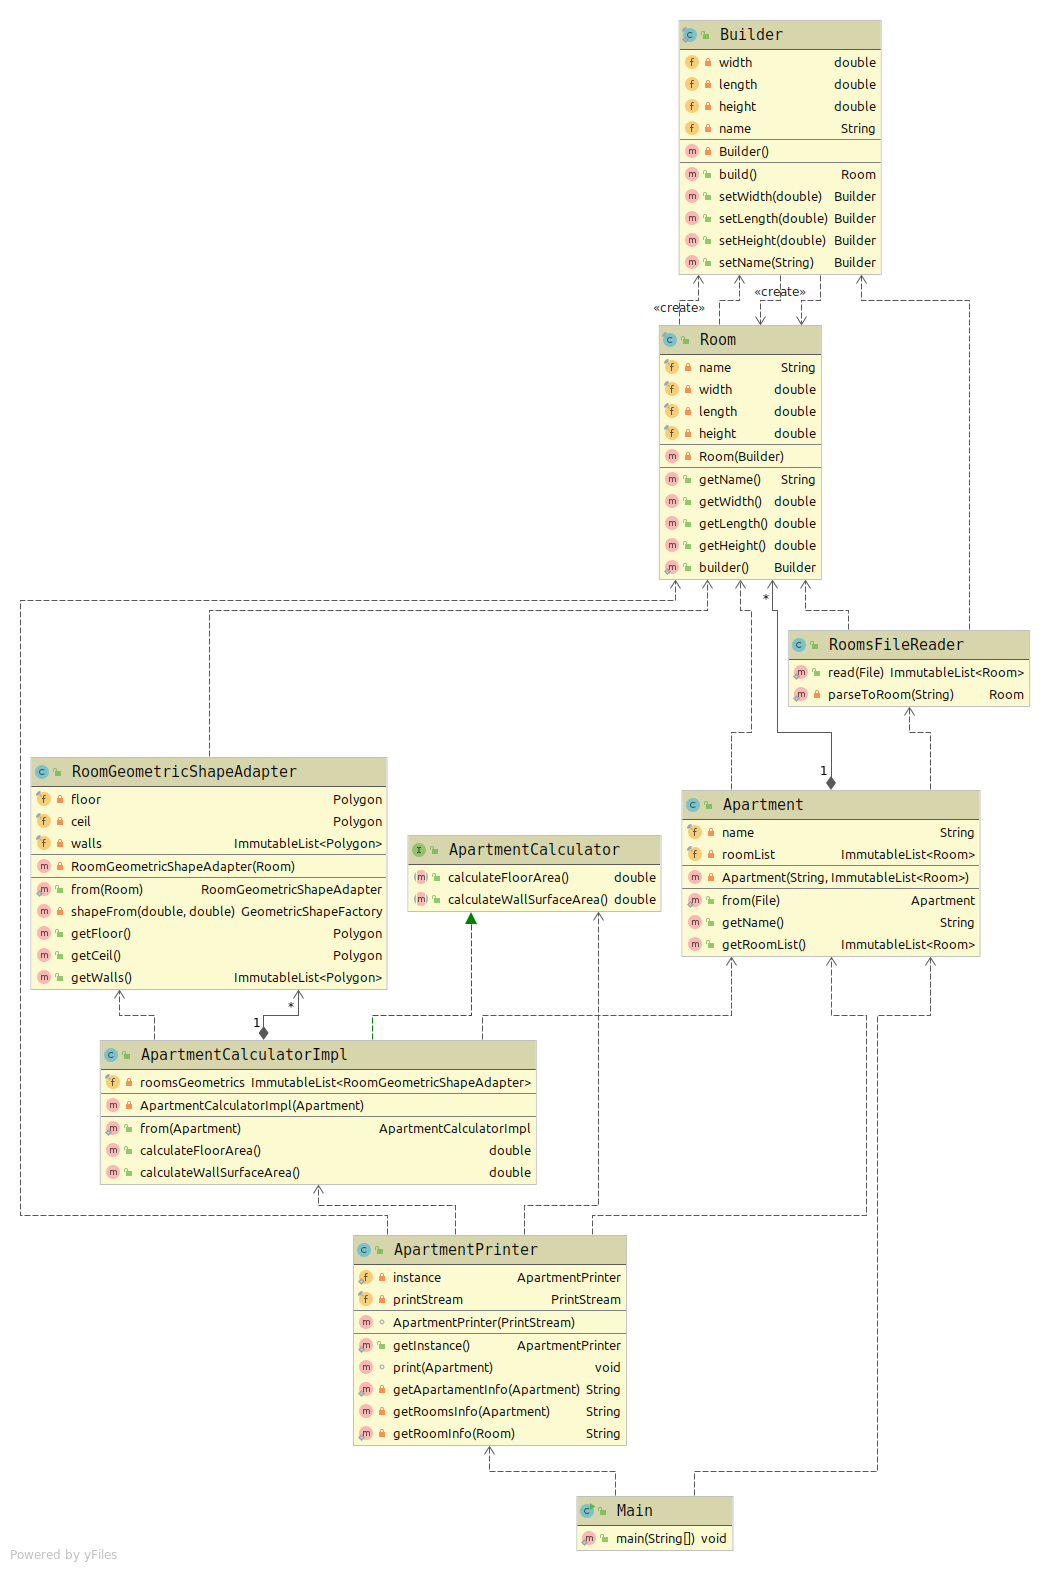 Builder
width double
length double
height double
name String
Builder()
build() Room
setWidth(double) Builder
setLength(double) Builder
setHeight(double) Builder
setName(String) Builder
«create»
«create»
Room
name String
width double
length double
height double
Room(Builder)
getName() String
getWidth() double
getLength() double
getHeight() double
builder() Builder
*
RoomsFileReader
read(File) ImmutableList<Room>
parseToRoom(String) Room
1
RoomGeometricShapeAdapter
floor Polygon
ceil Polygon
walls ImmutableList<Polygon>
RoomGeometricShapeAdapter(Room)
from(Room) RoomGeometricShapeAdapter
shapeFrom(double, double) GeometricShapeFactory
getFloor() Polygon
getCeil() Polygon
getWalls() ImmutableList<Polygon>
ApartmentCalculator
calculateFloorArea() double
calculateWallSurfaceArea() double
Apartment
name String
roomList ImmutableList<Room>
Apartment(String, ImmutableList<Room>)
from(File) Apartment
getName() String
getRoomList() ImmutableList<Room>
*
1
ApartmentCalculatorImpl
roomsGeometrics ImmutableList<RoomGeometricShapeAdapter>
ApartmentCalculatorImpl(Apartment)
from(Apartment) ApartmentCalculatorImpl
calculateFloorArea() double
calculateWallSurfaceArea() double
ApartmentPrinter
instance ApartmentPrinter
printStream PrintStream
ApartmentPrinter(PrintStream)
getInstance() ApartmentPrinter
print(Apartment) void
getApartamentInfo(Apartment) String
getRoomsInfo(Apartment) String
getRoomInfo(Room) String
Main
main(String[]) void
Powered by yFiles